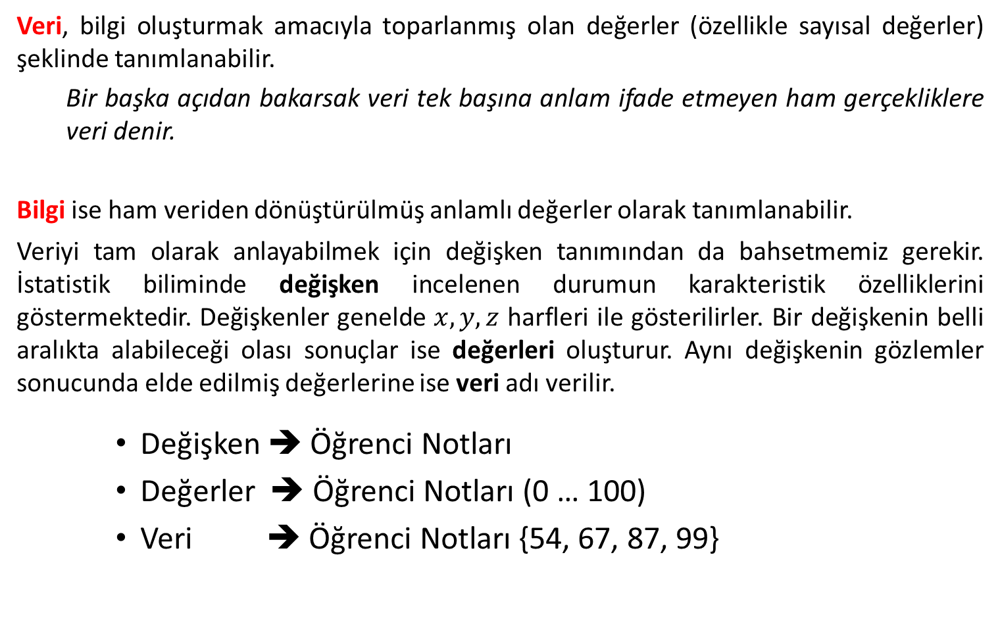 Veri, bilgi oluşturmak amacıyla toparlanmış olan değerler (özellikle sayısal değerler)
şeklinde tanımlanabilir.
Bir başka açıdan bakarsak veri tek başına anlam ifade etmeyen ham gerçekliklere
veri denir.
Bilgi ise ham veriden dönüştürülmüş anlamlı değerler olarak tanımlanabilir.
Veriyi tam olarak anlayabilmek için değişken tanımından da bahsetmemiz gerekir.
İstatistik biliminde değişken incelenen durumun karakteristik özelliklerini
göstermektedir. Değişkenler genelde x, y, z harfleri ile gösterilirler. Bir değişkenin belli
aralıkta alabileceği olası sonuçlar ise değerleri oluşturur. Aynı değişkenin gözlemler
sonucunda elde edilmiş değerlerine ise veri adı verilir.
• Değişken ➔ Öğrenci Notları
• Değerler ➔ Öğrenci Notları (0 … 100)
• Veri ➔ Öğrenci Notları {54, 67, 87, 99}